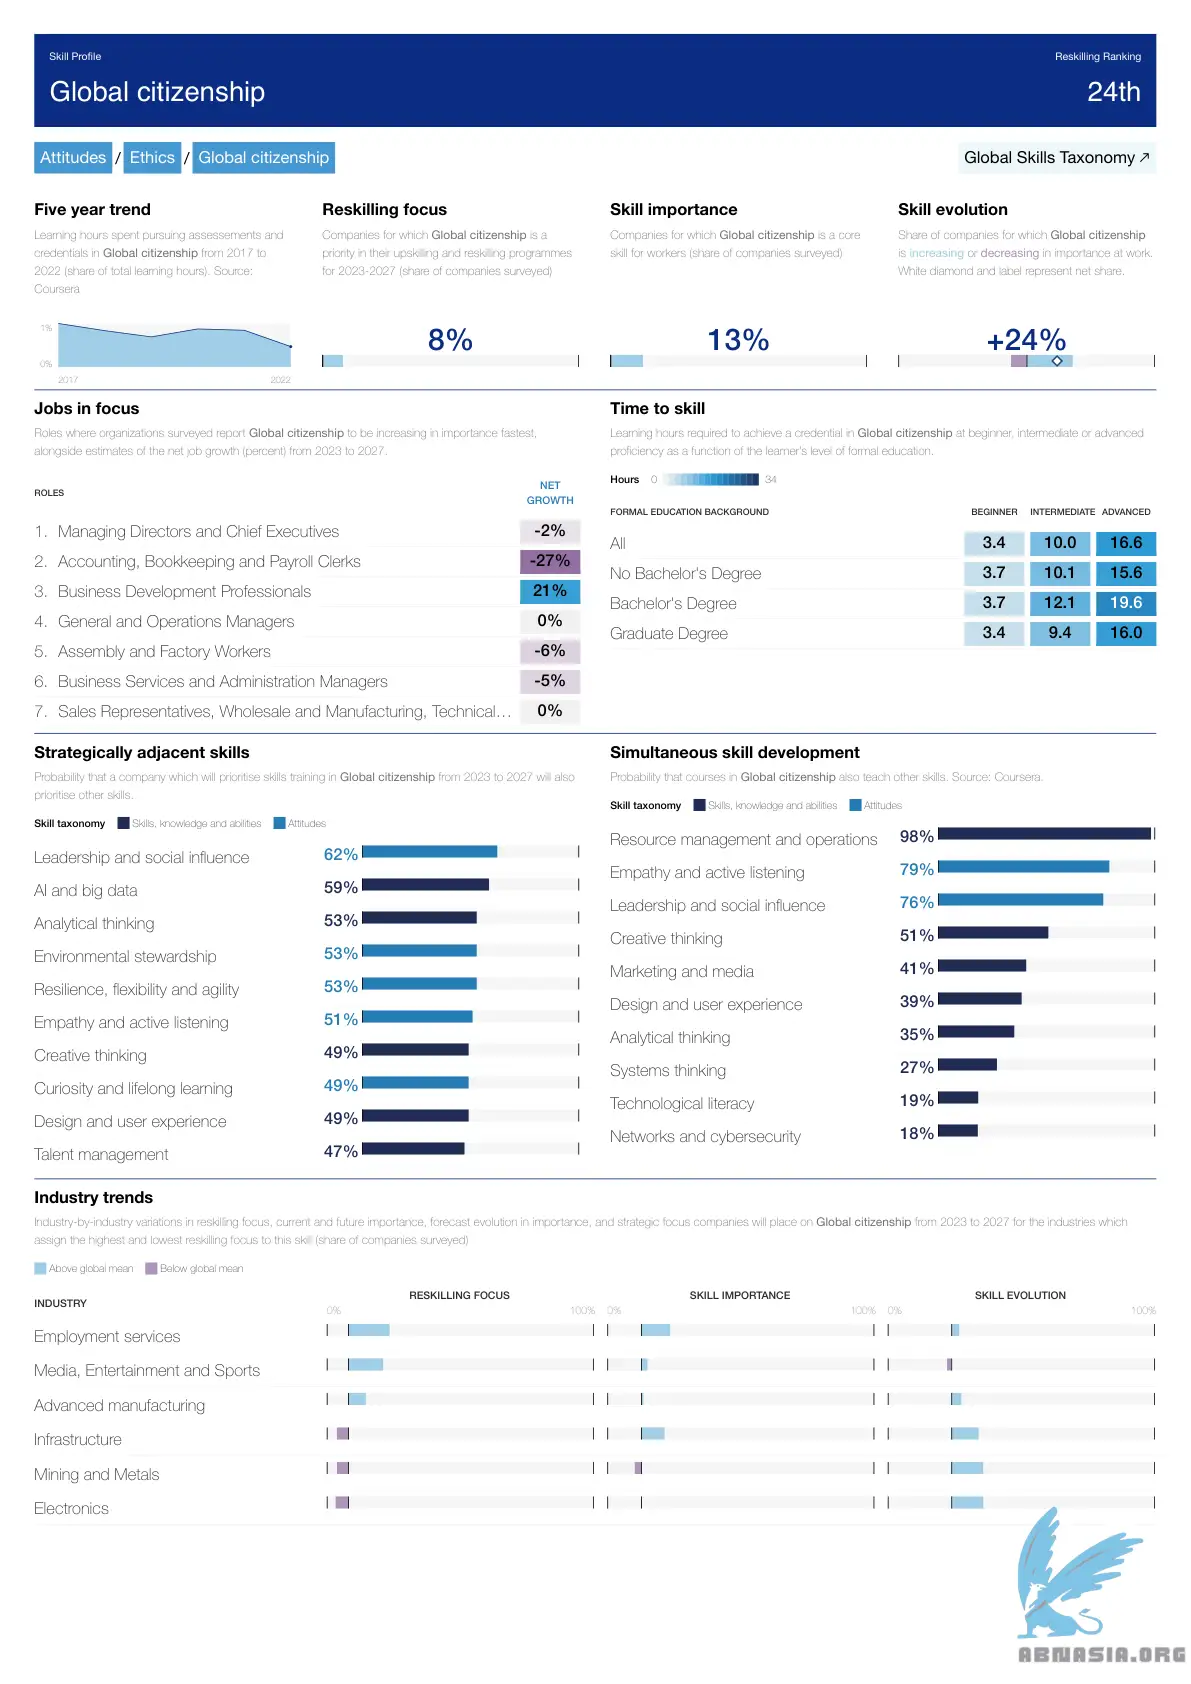 Skill Profile
Reskilling Ranking
Global citizenship
24th
Attitudes / Ethics / Global citizenship
Global Skills Taxonomy ↗
Five year trend
Learning hours spent pursuing assessements and
credentials in Global citizenship from 2017 to
2022 (share of total learning hours). Source:
Coursera
1%
0%
2017
2022
Reskilling focus
Companies for which Global citizenship is a
priority in their upskilling and reskilling programmes
for 2023-2027 (share of companies surveyed)
8%
Skill importance
Companies for which Global citizenship is a core
skill for workers (share of companies surveyed)
13%
Skill evolution
Share of companies for which Global citizenship
is increasing or decreasing in importance at work.
White diamond and label represent net share.
+24%
Jobs in focus
Roles where organizations surveyed report Global citizenship to be increasing in importance fastest,
alongside estimates of the net job growth (percent) from 2023 to 2027.
ROLES
NET
GROWTH
1. Managing Directors and Chief Executives -2%
2. Accounting, Bookkeeping and Payroll Clerks -27%
3. Business Development Professionals 21%
4. General and Operations Managers 0%
5. Assembly and Factory Workers -6%
6. Business Services and Administration Managers -5%
7. Sales Representatives, Wholesale and Manufacturing, Technical... 0%
Time to skill
Learning hours required to achieve a credential in Global citizenship at beginner, intermediate or advanced
proficiency as a function of the learner's level of formal education.
Hours 0 34
FORMAL EDUCATION BACKGROUND BEGINNER INTERMEDIATE ADVANCED
All 3.4 10.0 16.6
No Bachelor's Degree 3.7 10.1 15.6
Bachelor's Degree 3.7 12.1 19.6
Graduate Degree 3.4 9.4 16.0
Strategically adjacent skills
Probability that a company which will prioritise skills training in Global citizenship from 2023 to 2027 will also
prioritise other skills.
Skill taxonomy Skills, knowledge and abilities Attitudes
Leadership and social influence 62%
AI and big data 59%
Analytical thinking 53%
Environmental stewardship 53%
Resilience, flexibility and agility 53%
Empathy and active listening 51%
Creative thinking 49%
Curiosity and lifelong learning 49%
Design and user experience 49%
Talent management 47%
Simultaneous skill development
Probability that courses in Global citizenship also teach other skills. Source: Coursera.
Skill taxonomy Skills, knowledge and abilities Attitudes
Resource management and operations 98%
Empathy and active listening 79%
Leadership and social influence 76%
Creative thinking 51%
Marketing and media 41%
Design and user experience 39%
Analytical thinking 35%
Systems thinking 27%
Technological literacy 19%
Networks and cybersecurity 18%
Industry trends
Industry-by-industry variations in reskilling focus, current and future importance, forecast evolution in importance, and strategic focus companies will place on Global citizenship from 2023 to 2027 for the industries which
assign the highest and lowest reskilling focus to this skill (share of companies surveyed)
Above global mean Below global mean
INDUSTRY RESKILLING FOCUS SKILL IMPORTANCE SKILL EVOLUTION
0% 100% 0% 100% 0% 100%
Employment services
Media, Entertainment and Sports
Advanced manufacturing
Infrastructure
Mining and Metals
Electronics
ABNASIA.ORG